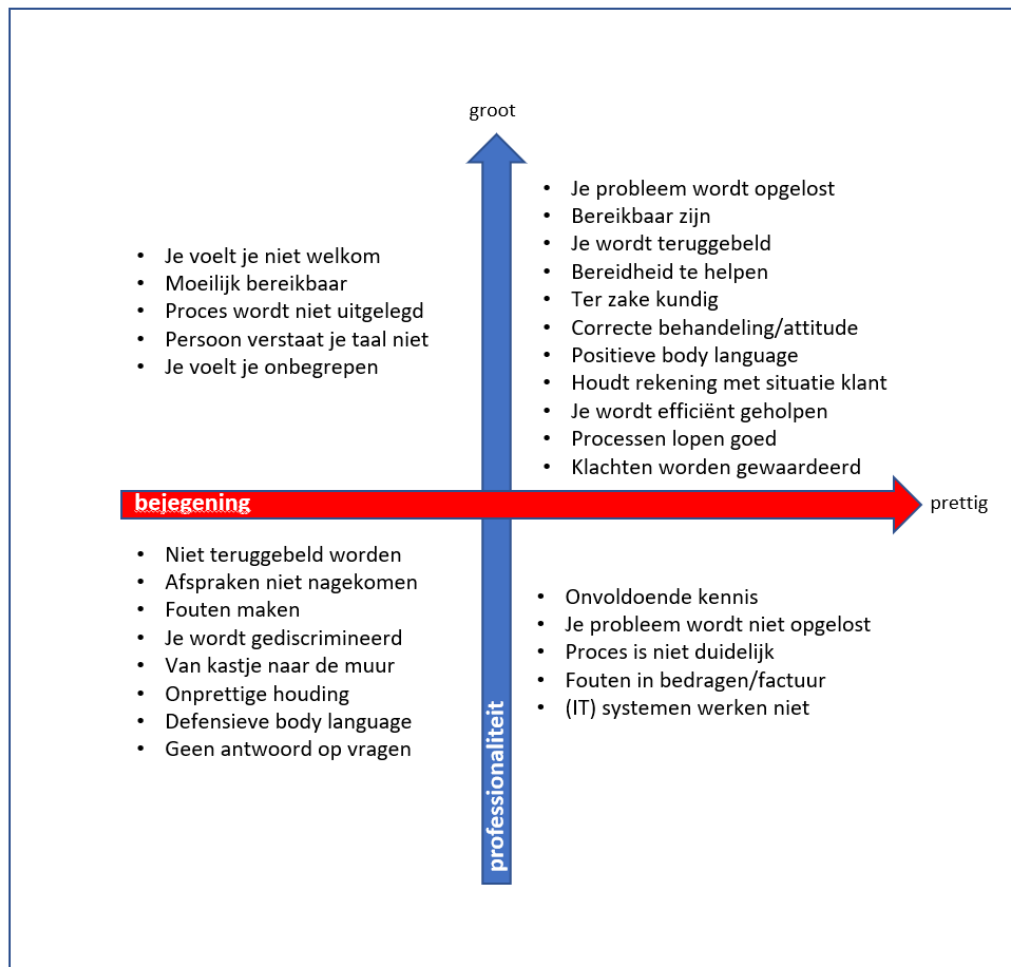 groot
• Je voelt je niet welkom
• Moeilijk bereikbaar
• Proces wordt niet uitgelegd
• Persoon verstaat je taal niet
• Je voelt je onbegrepen
• Je probleem wordt opgelost
• Bereikbaar zijn
• Je wordt teruggebeld
• Bereidheid te helpen
• Ter zake kundig
• Correcte behandeling/attitude
• Positieve body language
• Houdt rekening met situatie klant
• Je wordt efficiënt geholpen
• Processen lopen goed
• Klachten worden gewaardeerd
bejegening
prettig
• Niet teruggebeld worden
• Afspraken niet nagekomen
• Fouten maken
• Je wordt gediscrimineerd
• Van kastje naar de muur
• Onprettige houding
• Defensieve body language
• Geen antwoord op vragen
• Onvoldoende kennis
• Je probleem wordt niet opgelost
• Proces is niet duidelijk
• Fouten in bedragen/factuur
• (IT) systemen werken niet
professionaliteit